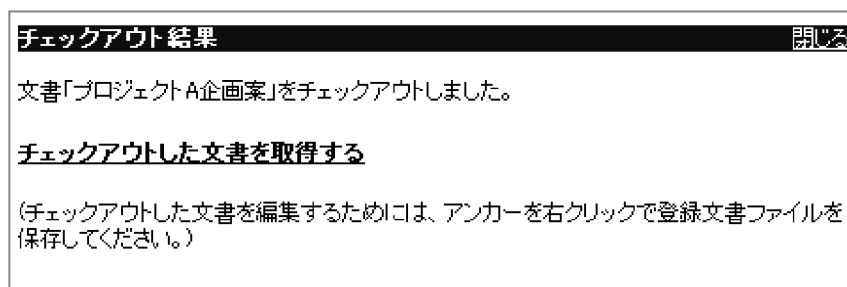 チェックアウト結果 閉じる
文書「プロジェクトA企画案」をチェックアウトしました。
チェックアウトした文書を取得する
(チェックアウトした文書を編集するためには、アンカーを右クリックで登録文書ファイルを
保存してください。)